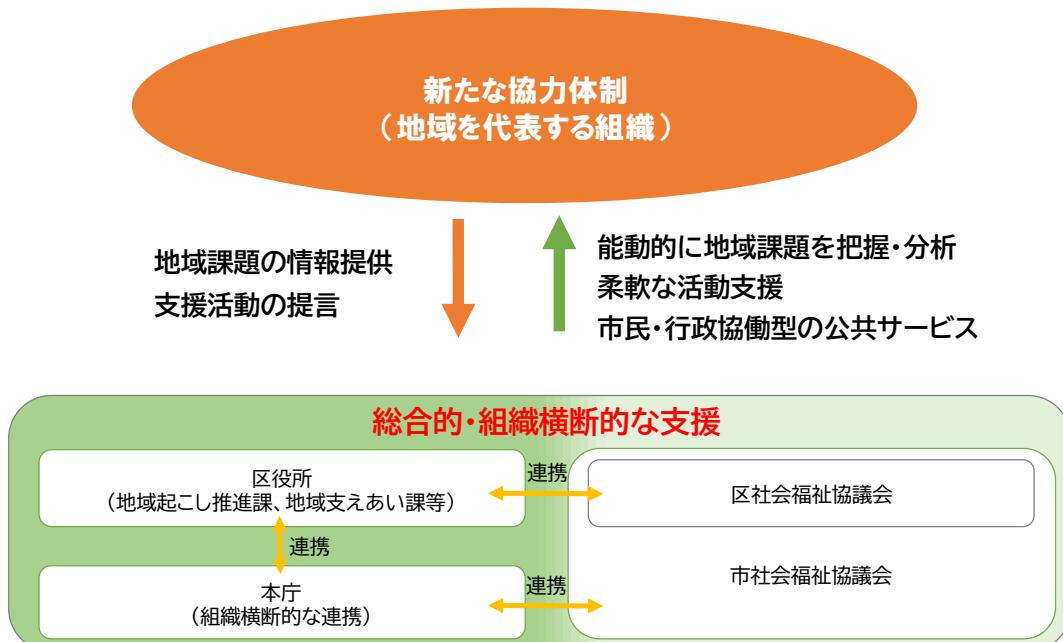 新たな協力体制
（地域を代表する組織）
地域課題の情報提供
支援活動の提言
能動的に地域課題を把握・分析
柔軟な活動支援
市民・行政協働型の公共サービス
総合的・組織横断的な支援
区役所
（地域起こし推進課、地域支えあい課等）
連携
区社会福祉協議会
連携
本庁
（組織横断的な連携）
連携
市社会福祉協議会